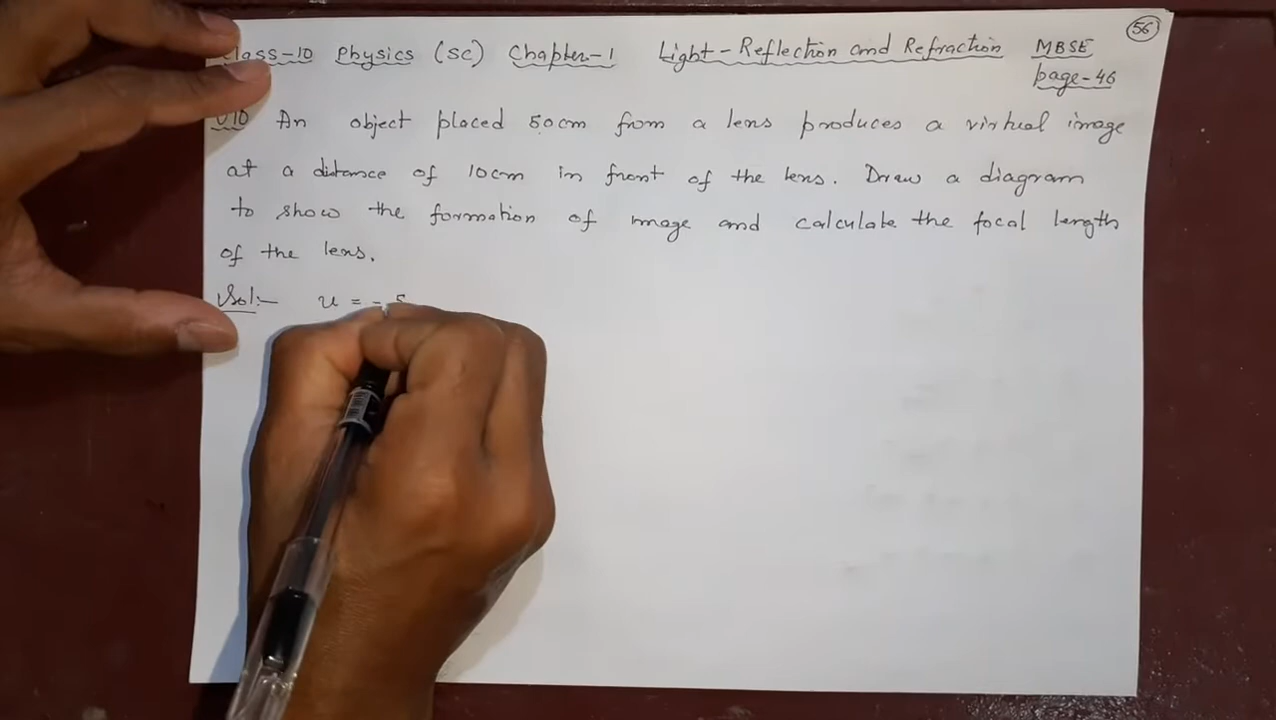 56
Class-10 Physics (SC) Chapter-1 Light-Reflection and Refraction MBSE
page-46
Q10 An object placed 50cm from a lens produces a virtual image
at a distance of 10cm in front of the lens. Draw a diagram
to show the formation of image and calculate the focal length
of the lens.
Sol:- u = - 5